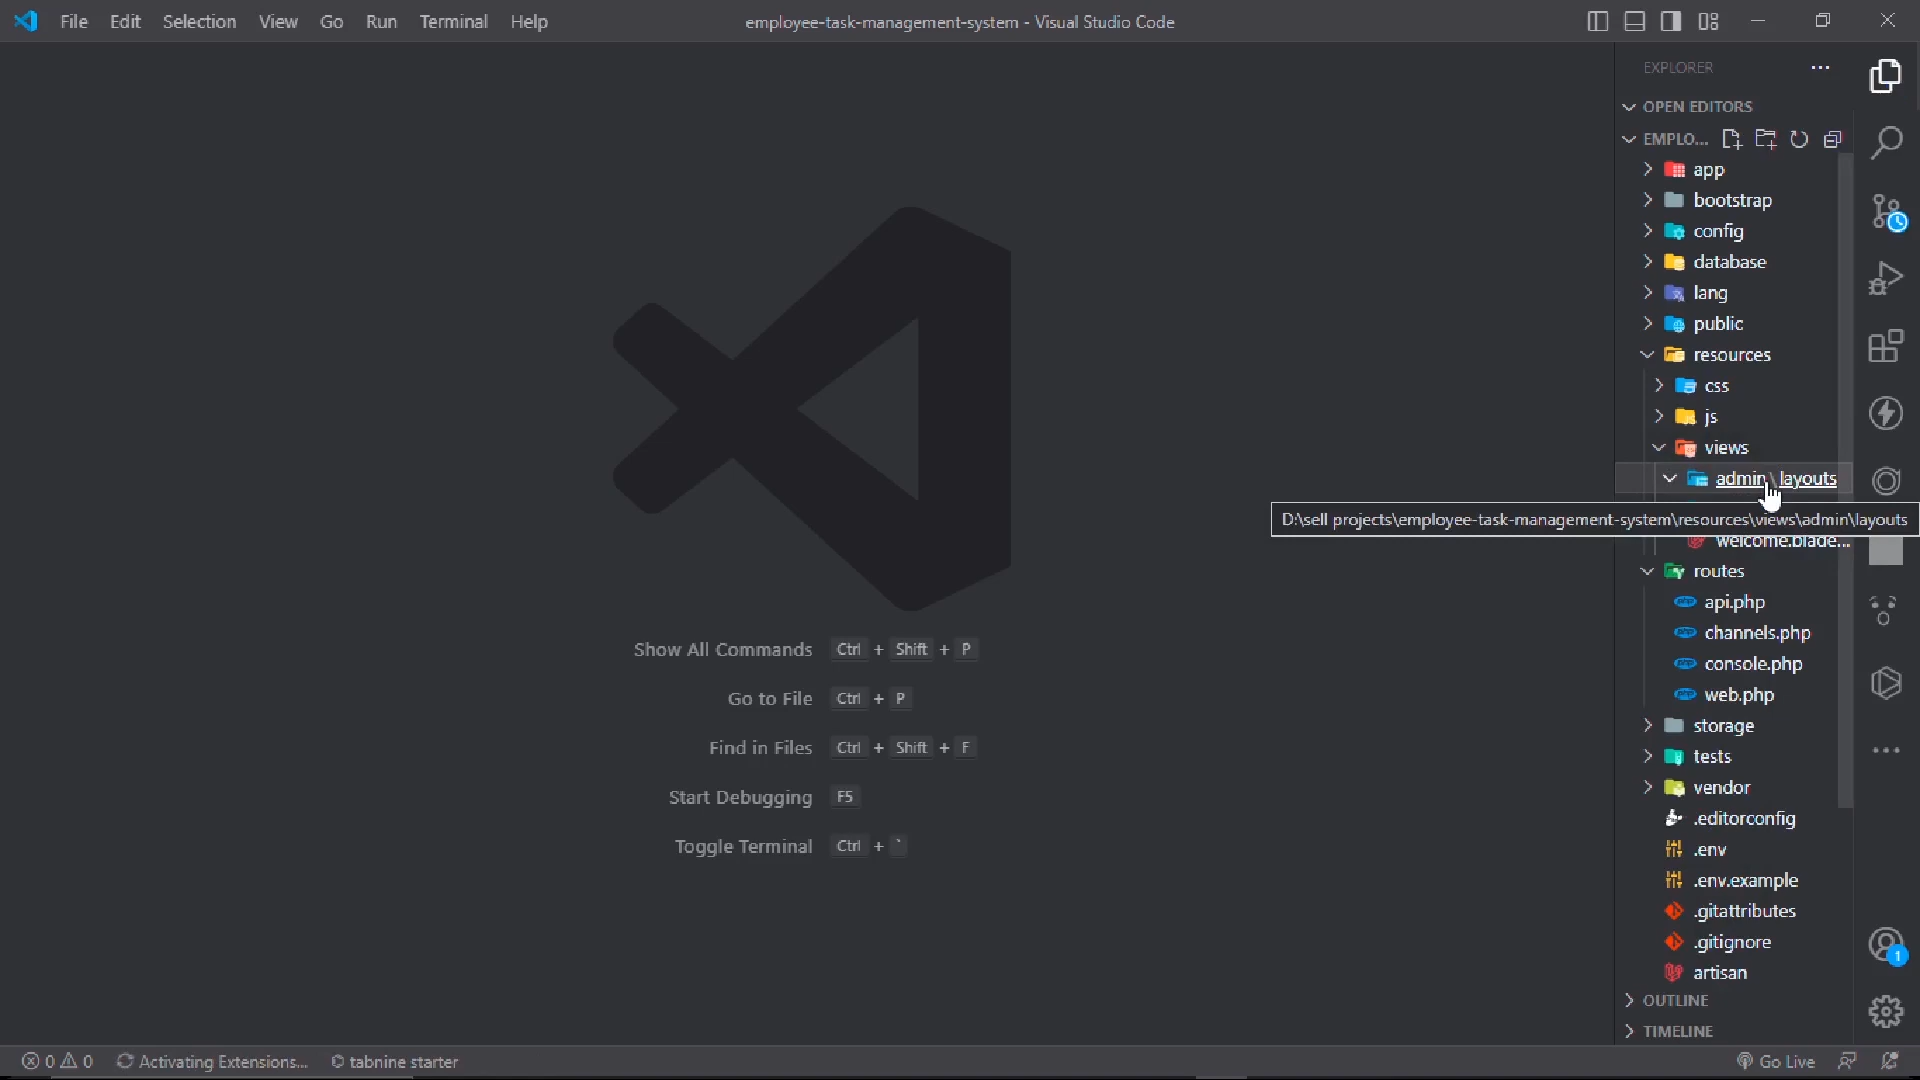 File Edit Selection View Go Run Terminal Help
employee-task-management-system - Visual Studio Code
EXPLORER
OPEN EDITORS
EMPLO...
app
bootstrap
config
database
lang
public
resources
css
js
views
admin \ layouts
D:\sell projects\employee-task-management-system\resources\views\admin\layouts
welcome.blade...
routes
api.php
channels.php
console.php
web.php
storage
tests
vendor
.editorconfig
.env
.env.example
.gitattributes
.gitignore
artisan
OUTLINE
TIMELINE
Show All Commands Ctrl + Shift + P
Go to File Ctrl + P
Find in Files Ctrl + Shift + F
Start Debugging F5
Toggle Terminal Ctrl + `
1
0 0 Activating Extensions... tabnine starter
Go Live